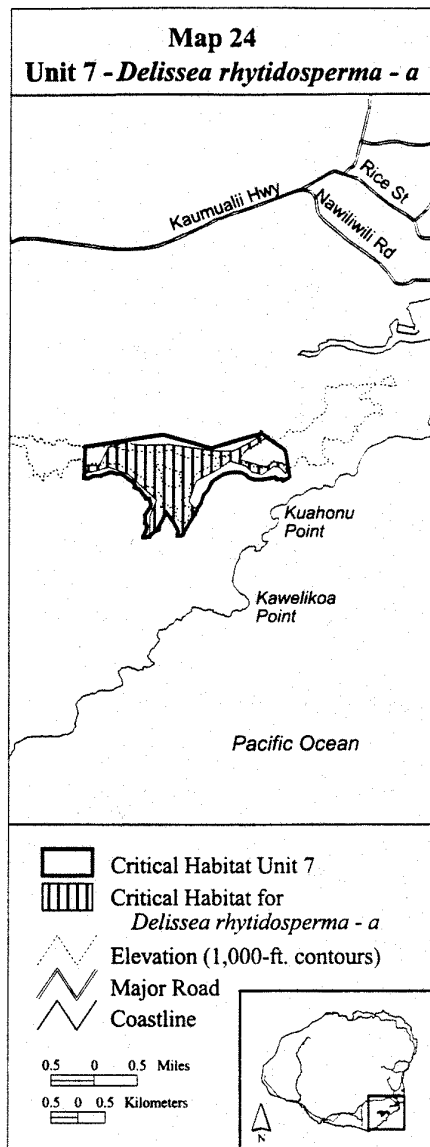 Map 24
Unit 7 - Delissea rhytidosperma - a
Kaumualii Hwy
Rice St
Nawiliwili Rd
Kuahonu
Point
Kawelikoa
Point
Pacific Ocean
Critical Habitat Unit 7
Critical Habitat for
Delissea rhytidosperma - a
Elevation (1,000-ft. contours)
Major Road
Coastline
0.5 0 0.5 Miles
0.5 0 0.5 Kilometers
N